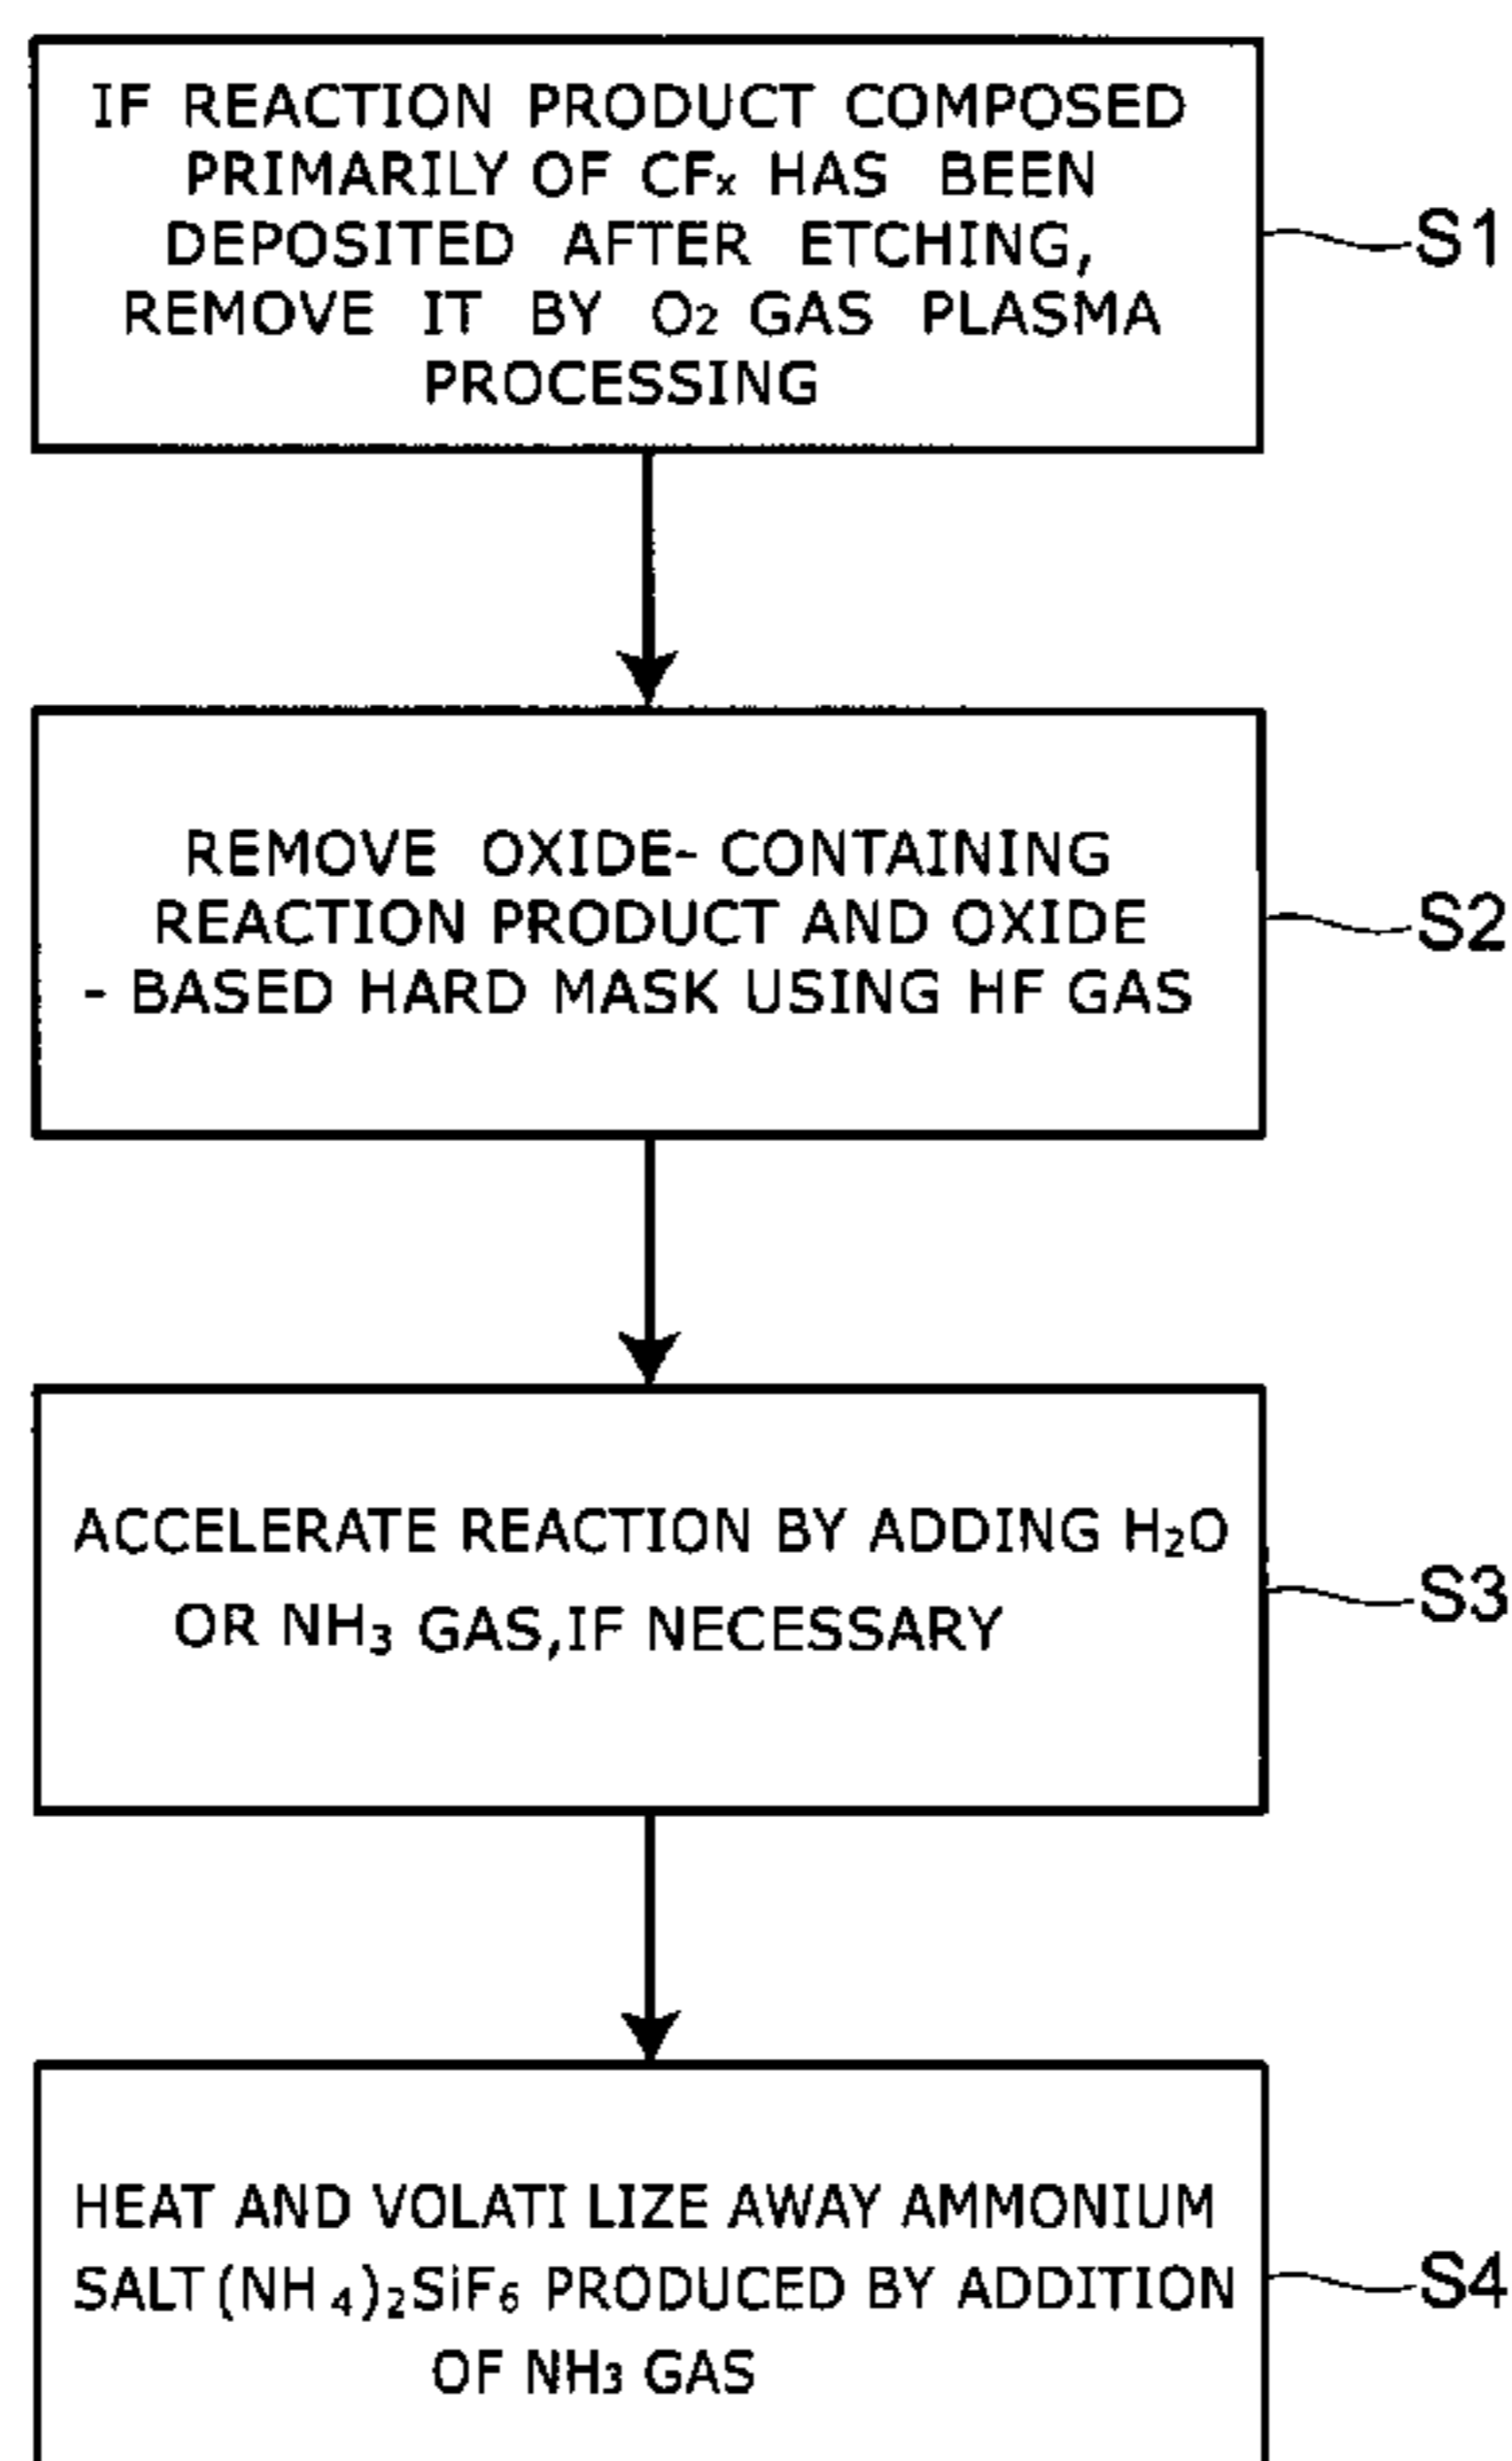 IF REACTION PRODUCT COMPOSED
PRIMARILY OF CFₓ HAS BEEN
DEPOSITED AFTER ETCHING,
REMOVE IT BY O₂ GAS PLASMA
PROCESSING
S1
REMOVE OXIDE- CONTAINING
REACTION PRODUCT AND OXIDE
- BASED HARD MASK USING HF GAS
S2
ACCELERATE REACTION BY ADDING H₂O
OR NH₃ GAS,IF NECESSARY
S3
HEAT AND VOLATI LIZE AWAY AMMONIUM
SALT(NH₄)₂SiF₆ PRODUCED BY ADDITION
OF NH₃ GAS
S4